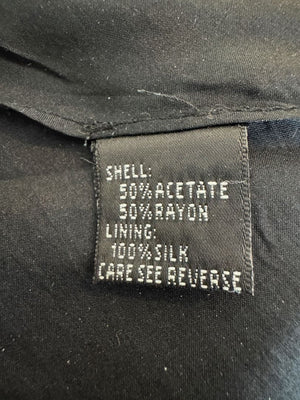 SHELL:
50% ACETATE
50% RAYON
LINING:
100% SILK
CARE SEE REVERSE